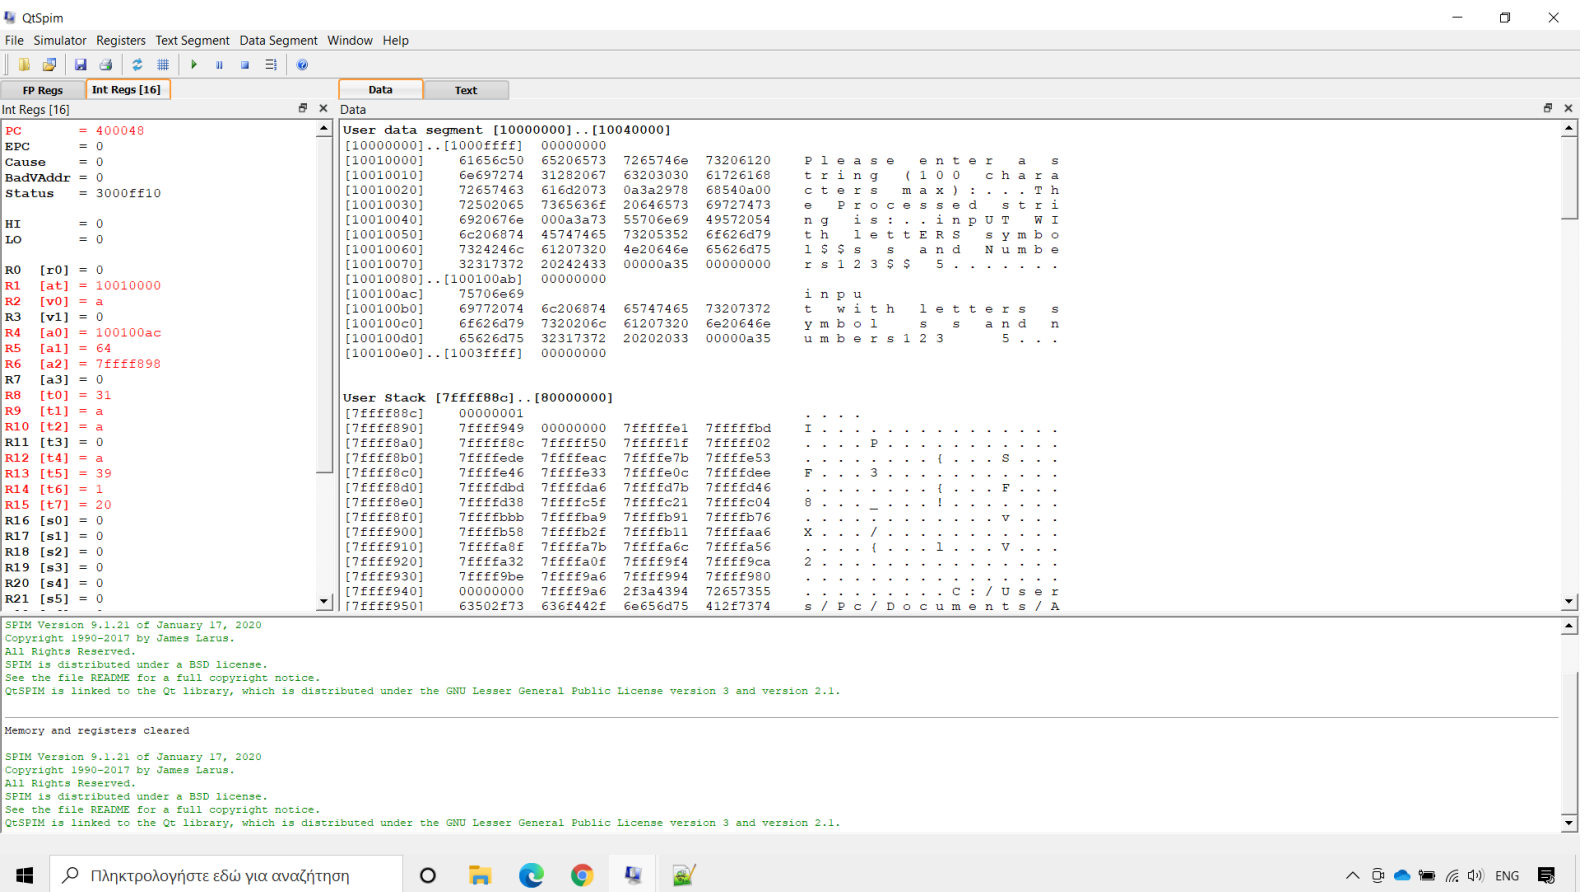 QtSpim
File Simulator Registers Text Segment Data Segment Window Help
FP Regs Int Regs [16] Data Text
Int Regs [16]
PC = 400048
EPC = 0
Cause = 0
BadVAddr = 0
Status = 3000ff10
HI = 0
LO = 0
R0 [r0] = 0
R1 [at] = 10010000
R2 [v0] = a
R3 [v1] = 0
R4 [a0] = 100100ac
R5 [a1] = 64
R6 [a2] = 7ffff898
R7 [a3] = 0
R8 [t0] = 31
R9 [t1] = a
R10 [t2] = a
R11 [t3] = 0
R12 [t4] = a
R13 [t5] = 39
R14 [t6] = 1
R15 [t7] = 20
R16 [s0] = 0
R17 [s1] = 0
R18 [s2] = 0
R19 [s3] = 0
R20 [s4] = 0
R21 [s5] = 0
Data
User data segment [10000000]..[10040000]
[10000000]..[1000ffff] 00000000
[10010000] 61656c50 65206573 7265746e 73206120 P l e a s e e n t e r a s
[10010010] 6e697274 31282067 63203030 61726168 t r i n g ( 1 0 0 c h a r a
[10010020] 72657463 616d2073 0a3a2978 68540a00 c t e r s m a x ) : . . . T h
[10010030] 72502065 7365636f 20646573 69727473 e P r o c e s s e d s t r i
[10010040] 6920676e 000a3a73 55706e69 49572054 n g i s : . . i n p U T W I
[10010050] 6c206874 45747465 73205352 6f626d79 t h l e t t E R S s y m b o
[10010060] 7324246c 61207320 4e20646e 65626d75 l $ $ s s a n d N u m b e
[10010070] 32317372 20242433 00000a35 00000000 r s 1 2 3 $ $ 5 . . . . . . .
[10010080]..[100100ab] 00000000
[100100ac] 75706e69 i n p u
[100100b0] 69772074 6c206874 65747465 73207372 t w i t h l e t t e r s s
[100100c0] 6f626d79 7320206c 61207320 6e20646e y m b o l s s a n d n
[100100d0] 65626d75 32317372 20202033 00000a35 u m b e r s 1 2 3 5 . . .
[100100e0]..[1003ffff] 00000000
User Stack [7ffff88c]..[80000000]
[7ffff88c] 00000001 . . . .
[7ffff890] 7ffff949 00000000 7fffffe1 7fffffbd I . . . . . . . . . . . . . . .
[7ffff8a0] 7fffff8c 7fffff50 7fffff1f 7fffff02 . . . . P . . . . . . . . . . .
[7ffff8b0] 7ffffede 7ffffeac 7ffffe7b 7ffffe53 . . . . . . . . { . . . S . . .
[7ffff8c0] 7ffffe46 7ffffe33 7ffffe0c 7ffffdee F . . . 3 . . . . . . . . . . .
[7ffff8d0] 7ffffdbd 7ffffda6 7ffffd7b 7ffffd46 . . . . . . . . { . . . F . . .
[7ffff8e0] 7ffffd38 7ffffc5f 7ffffc21 7ffffc04 8 . . . _ . . . ! . . . . . . .
[7ffff8f0] 7ffffbbb 7ffffba9 7ffffb91 7ffffb76 . . . . . . . . . . . . v . . .
[7ffff900] 7ffffb58 7ffffb2f 7ffffb11 7ffffaa6 X . . . / . . . . . . . . . . .
[7ffff910] 7ffffa8f 7ffffa7b 7ffffa6c 7ffffa56 . . . . { . . . l . . . V . . .
[7ffff920] 7ffffa32 7ffffa0f 7ffff9f4 7ffff9ca 2 . . . . . . . . . . . . . . .
[7ffff930] 7ffff9be 7ffff9a6 7ffff994 7ffff980 . . . . . . . . . . . . . . . .
[7ffff940] 00000000 7ffff9a6 2f3a4394 72657355 . . . . . . . . . C : / U s e r
[7ffff950] 63502f73 636f442f 6e656d75 412f7374 s / P c / D o c u m e n t s / A
SPIM Version 9.1.21 of January 17, 2020
Copyright 1990-2017 by James Larus.
All Rights Reserved.
SPIM is distributed under a BSD license.
See the file README for a full copyright notice.
QtSPIM is linked to the Qt library, which is distributed under the GNU Lesser General Public License version 3 and version 2.1.
Memory and registers cleared
SPIM Version 9.1.21 of January 17, 2020
Copyright 1990-2017 by James Larus.
All Rights Reserved.
SPIM is distributed under a BSD license.
See the file README for a full copyright notice.
QtSPIM is linked to the Qt library, which is distributed under the GNU Lesser General Public License version 3 and version 2.1.
Πληκτρολογήστε εδώ για αναζήτηση
ENG